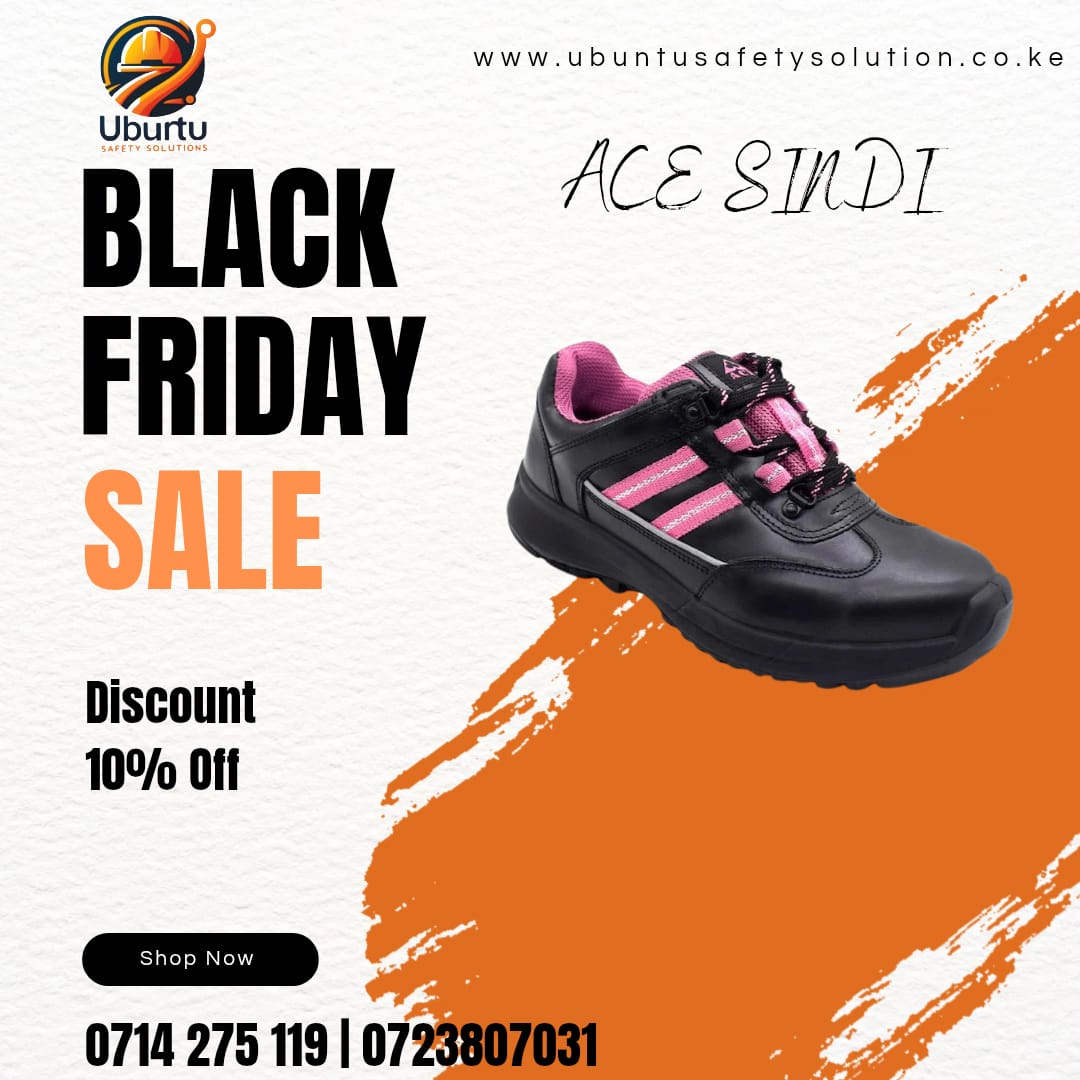 www.ubuntusafetysolution.co.ke
Uburtu
SAFETY SOLUTIONS
ACE SINDI
BLACK
FRIDAY
SALE
Discount
10% Off
Shop Now
0714 275 119 | 0723807031